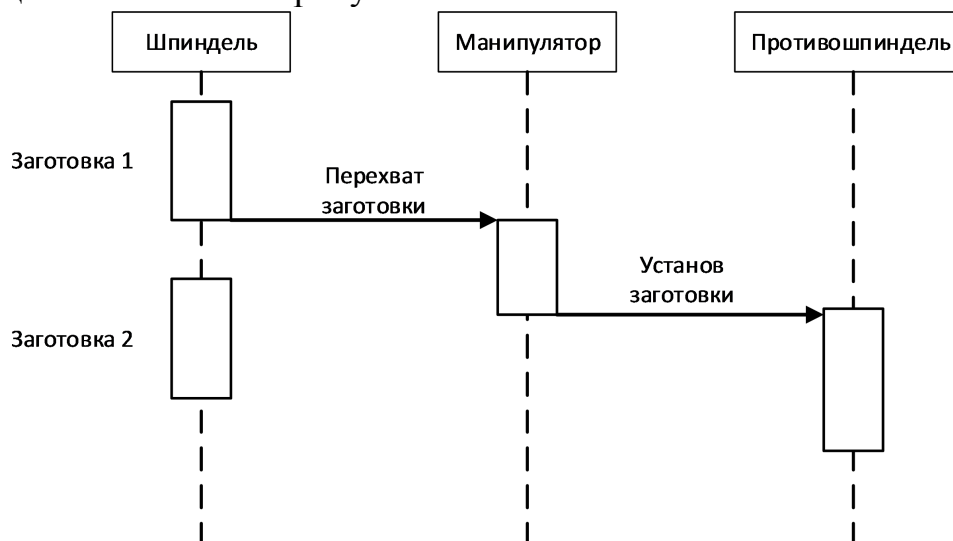 Шпиндель
Манипулятор
Противошпиндель
Заготовка 1
Перехват
заготовки
Установ
заготовки
Заготовка 2